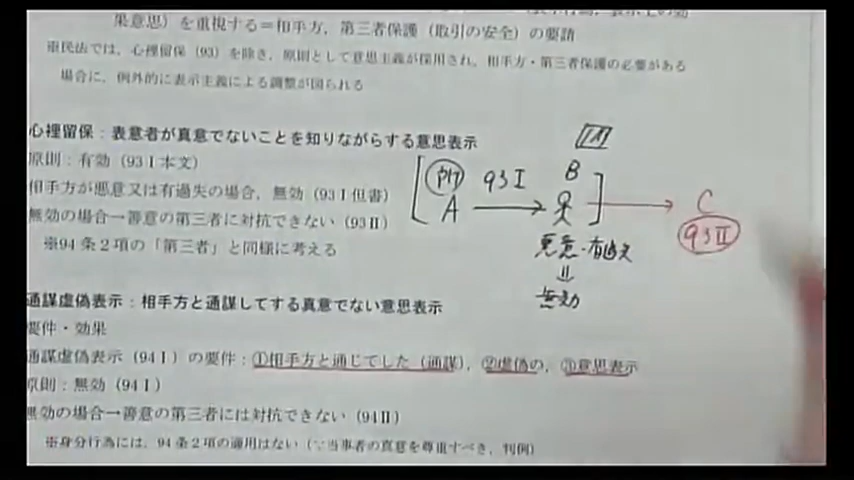 果意思）を重視する＝相手方，第三者保護（取引の安全）の要請
※民法では，心裡留保（93）を除き，原則として意思主義が採用され，相手方・第三者保護の必要がある
場合に，例外的に表示主義による調整が図られる
心裡留保：表意者が真意でないことを知りながらする意思表示
原則：有効（93Ⅰ本文）
相手方が悪意又は有過失の場合，無効（93Ⅰ但書）
無効の場合→善意の第三者に対抗できない（93Ⅱ）
※94条2項の「第三者」と同様に考える
93Ⅰ
A
B
C
93Ⅱ
悪意・有過失
⇓
無効
通謀虚偽表示：相手方と通謀してする真意でない意思表示
要件・効果
通謀虚偽表示（94Ⅰ）の要件：①相手方と通じてした（通謀），②虚偽の，③意思表示
原則：無効（94Ⅰ）
無効の場合→善意の第三者には対抗できない（94Ⅱ）
※身分行為には，94条2項の適用はない（∵当事者の真意を尊重すべき，判例）